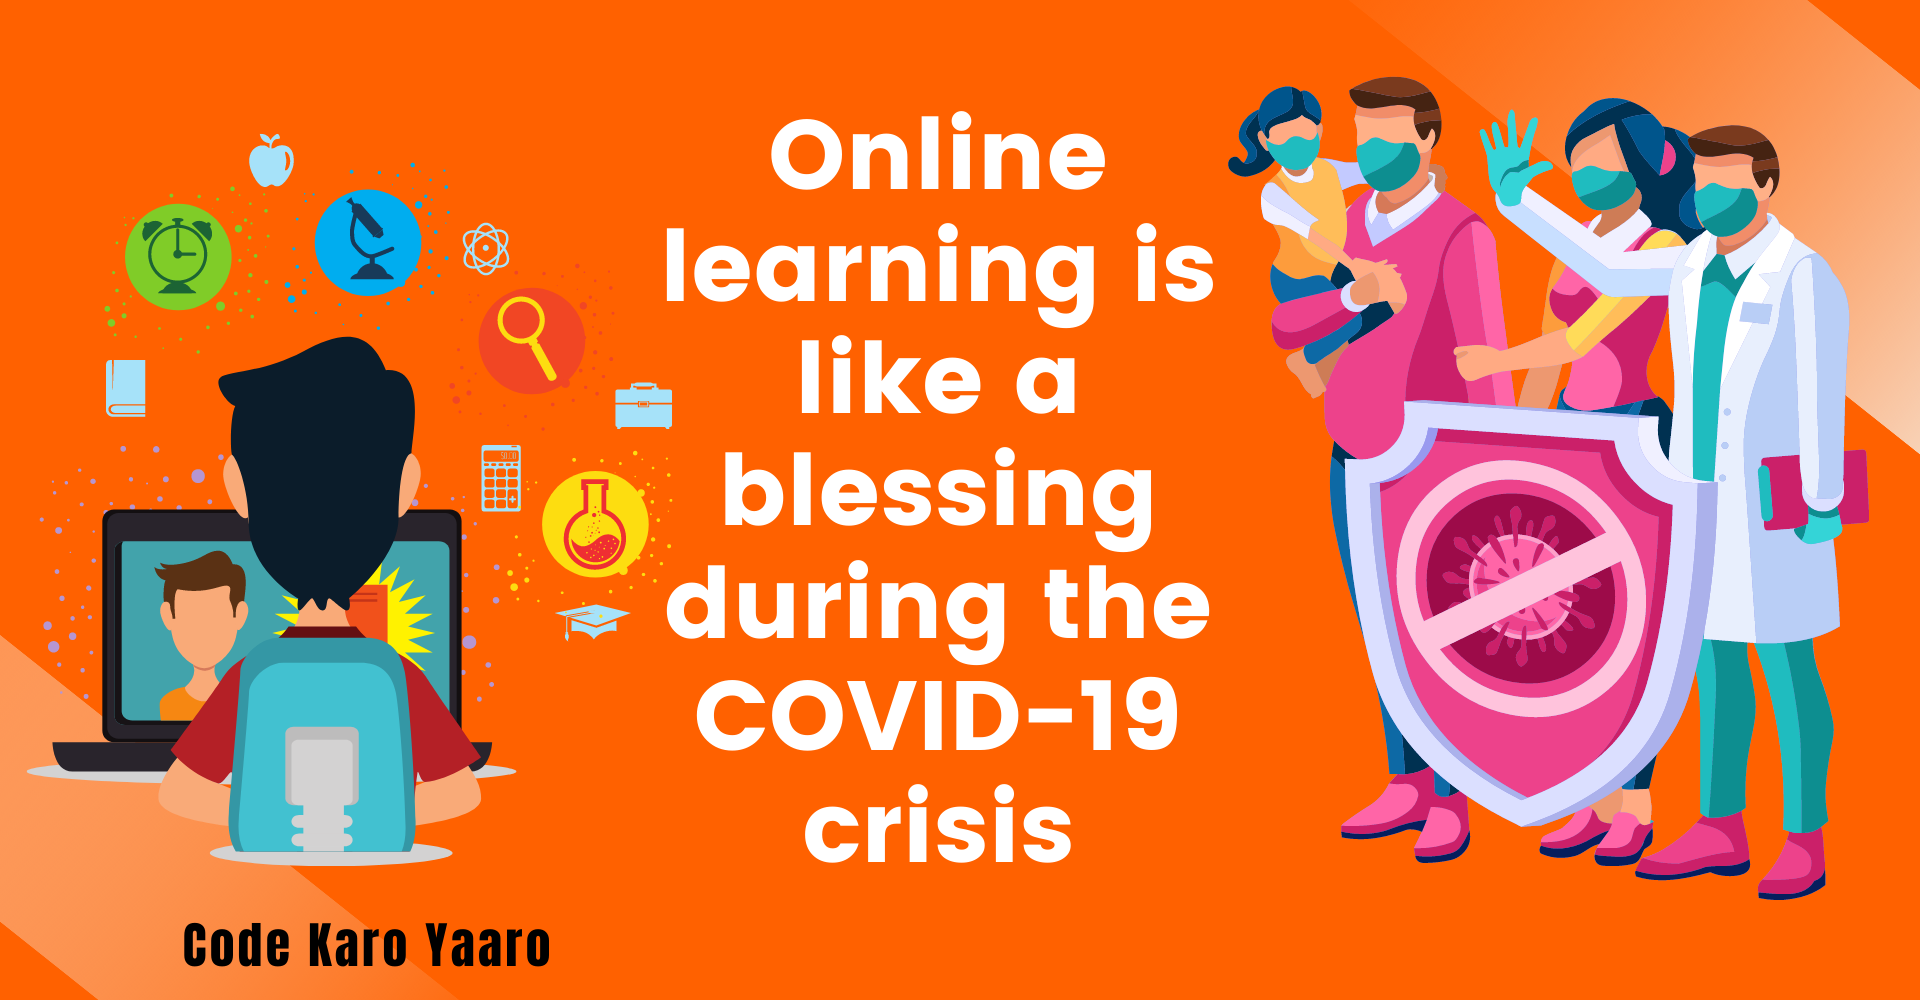 Online
learning is
like a
blessing
during the
COVID-19
crisis
Code Karo Yaaro